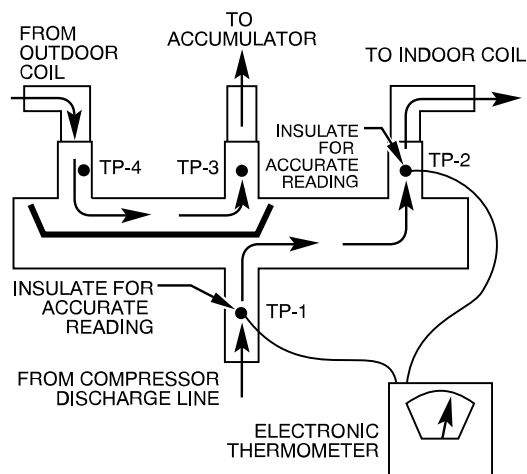 FROM
OUTDOOR
COIL
TO
ACCUMULATOR
TO INDOOR COIL
INSULATE
FOR
ACCURATE
READING
TP-4
TP-3
TP-2
INSULATE FOR
ACCURATE
READING
TP-1
FROM COMPRESSOR
DISCHARGE LINE
ELECTRONIC
THERMOMETER